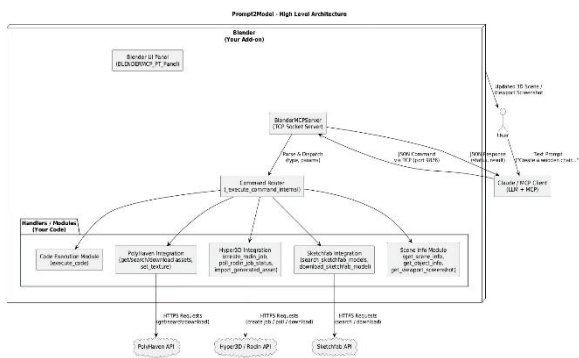 Prompt2Model - High Level Architecture
Blender
(Your Add-on)
Blender UI Panel
(BLENDERMCP_PT_Panel)
Updated 3D Scene /
Viewport Screenshot
BlenderMCPServer
(TCP Socket Server)
User
Parse & Dispatch
(type, params)
JSON Command
via TCP (port 9876)
JSON Response
(status, result)
Text Prompt
"Create a wooden chair..."
Command Router
(_execute_command_internal)
Claude / MCP Client
(LLM + MCP)
Handlers / Modules
(Your Code)
Code Execution Module
(execute_code)
PolyHaven Integration
(get/search/download assets,
set_texture)
Hyper3D Integration
(create_rodin_job,
poll_rodin_job_status,
import_generated_asset)
Sketchfab Integration
(search_sketchfab_models,
download_sketchfab_model)
Scene Info Module
(get_scene_info,
get_object_info,
get_viewport_screenshot)
HTTPS Requests
(get/search/download)
HTTPS Requests
(create job / poll / download)
HTTPS Requests
(search / download)
PolyHaven API
Hyper3D / Rodin API
Sketchfab API